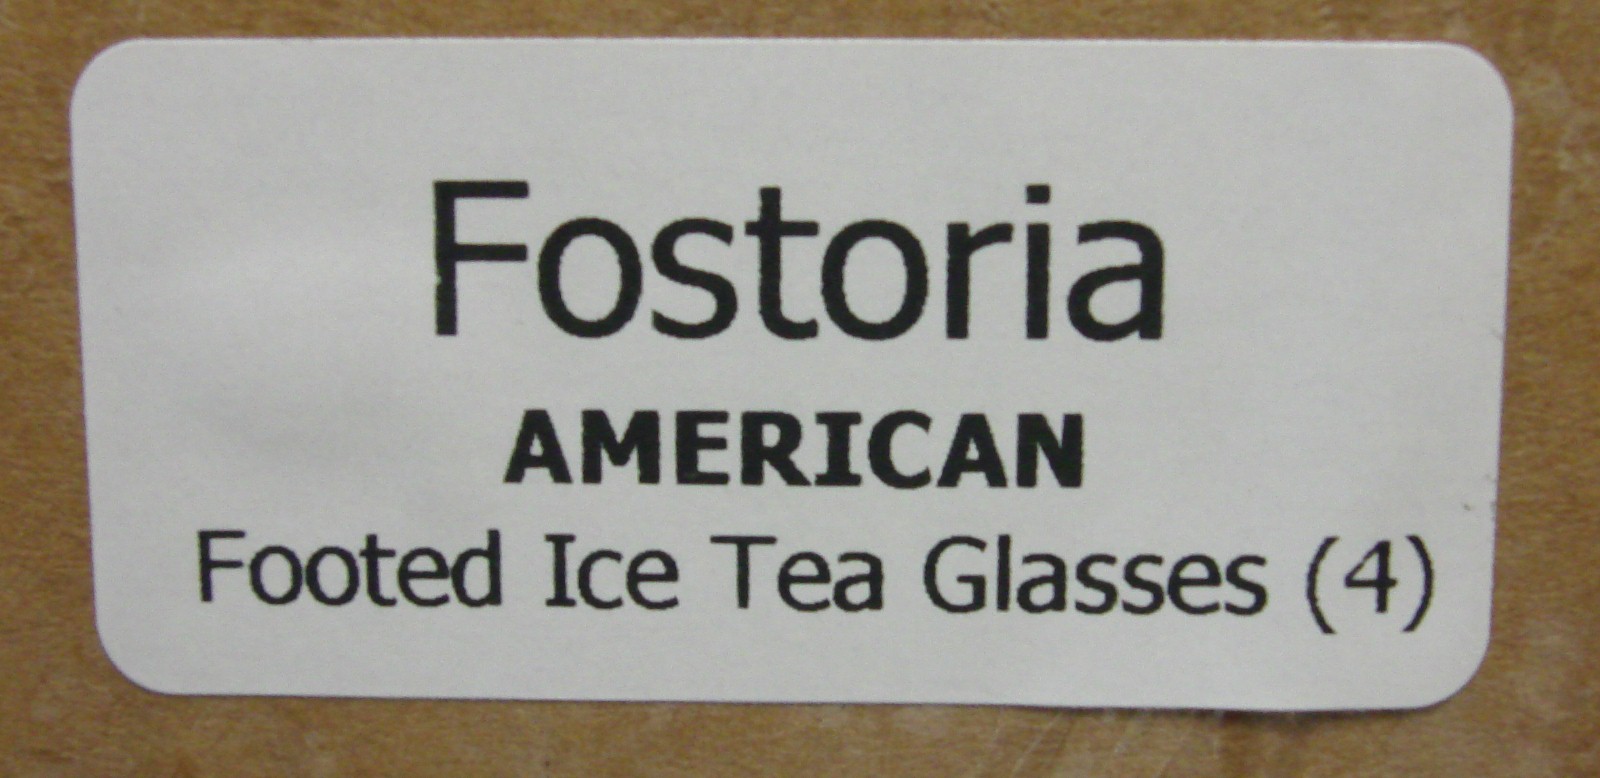 Fostoria
AMERICAN
Footed Ice Tea Glasses (4)